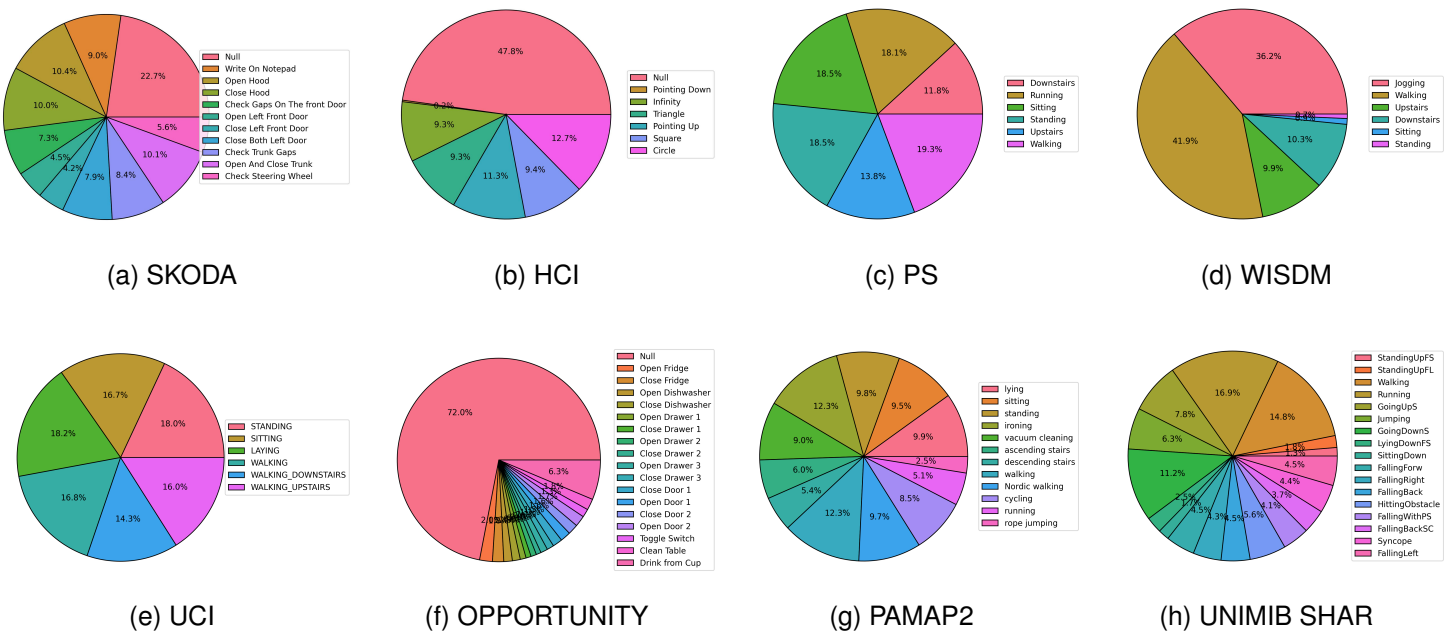 9.0%
10.4%
22.7%
10.0%
7.3%
5.6%
4.5%
10.1%
4.2%
7.9%
8.4%
Null
Write On Notepad
Open Hood
Close Hood
Check Gaps On The front Door
Open Left Front Door
Close Left Front Door
Close Both Left Door
Check Trunk Gaps
Open And Close Trunk
Check Steering Wheel
(a) SKODA
47.8%
0.2%
9.3%
12.7%
9.3%
11.3%
9.4%
Null
Pointing Down
Infinity
Triangle
Pointing Up
Square
Circle
(b) HCI
18.1%
18.5%
11.8%
18.5%
19.3%
13.8%
Downstairs
Running
Sitting
Standing
Upstairs
Walking
(c) PS
36.2%
41.9%
10.3%
9.9%
Jogging
Walking
Upstairs
Downstairs
Sitting
Standing
(d) WISDM
16.7%
18.0%
18.2%
16.8%
16.0%
14.3%
STANDING
SITTING
LAYING
WALKING
WALKING_DOWNSTAIRS
WALKING_UPSTAIRS
(e) UCI
72.0%
6.3%
Null
Open Fridge
Close Fridge
Open Dishwasher
Close Dishwasher
Open Drawer 1
Close Drawer 1
Open Drawer 2
Close Drawer 2
Open Drawer 3
Close Drawer 3
Close Door 1
Open Door 1
Close Door 2
Open Door 2
Toggle Switch
Clean Table
Drink from Cup
(f) OPPORTUNITY
9.8%
9.5%
12.3%
9.0%
9.9%
2.5%
6.0%
5.1%
5.4%
8.5%
12.3%
9.7%
lying
sitting
standing
ironing
vacuum cleaning
ascending stairs
descending stairs
walking
Nordic walking
cycling
running
rope jumping
(g) PAMAP2
16.9%
14.8%
7.8%
6.3%
1.8%
1.3%
11.2%
4.5%
4.4%
2.5%
1.7%
3.7%
4.5%
4.1%
4.3%
4.5%
5.6%
StandingUpFS
StandingUpFL
Walking
Running
GoingUpS
Jumping
GoingDownS
LyingDownFS
SittingDown
FallingForw
FallingRight
FallingBack
HittingObstacle
FallingWithPS
FallingBackSC
Syncope
FallingLeft
(h) UNIMIB SHAR